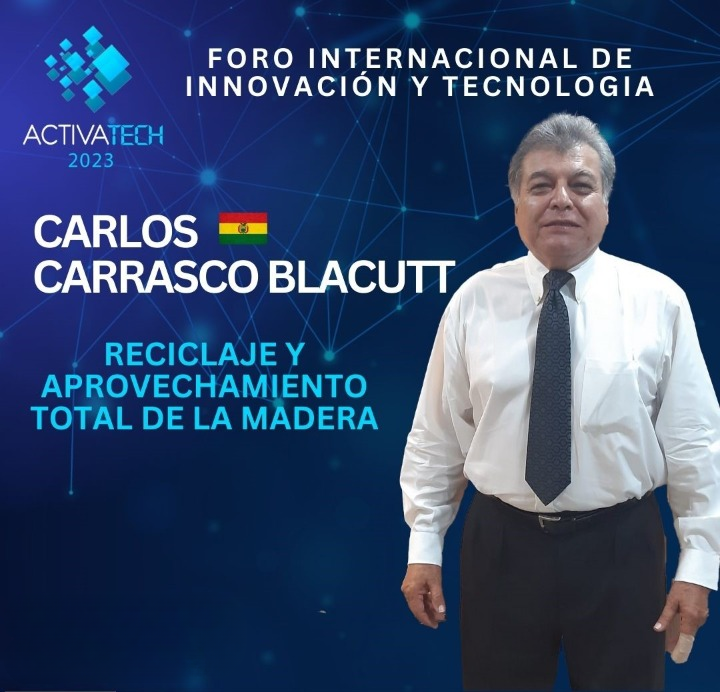 FORO INTERNACIONAL DE
INNOVACIÓN Y TECNOLOGIA
ACTIVATECH
2023
CARLOS
CARRASCO BLACUTT
RECICLAJE Y
APROVECHAMIENTO
TOTAL DE LA MADERA